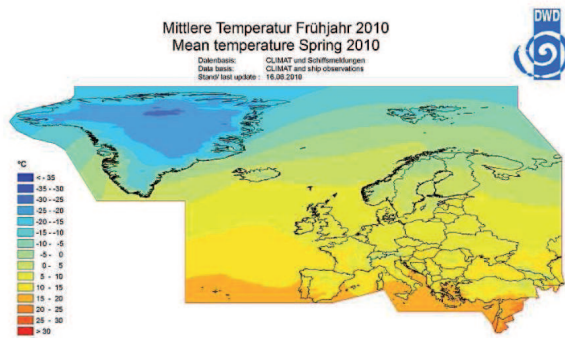 Mittlere Temperatur Frühjahr 2010
Mean temperature Spring 2010
Datenbasis: CLIMAT und Schiffsmeldungen
Data basis: CLIMAT and ship observations
Stand/ last update : 16.06.2010
DWD
°C
< - 35
-35 - -30
-30 - -25
-25 - -20
-20 - -15
-15 - -10
-10 - -5
-5 - 0
0 - 5
5 - 10
10 - 15
15 - 20
20 - 25
25 - 30
> 30